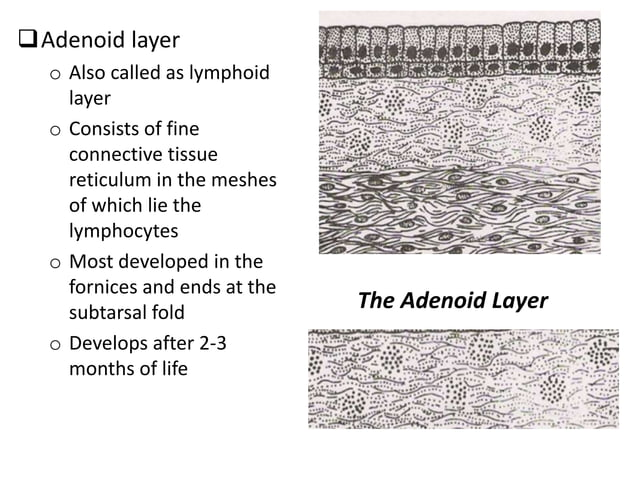 ❑Adenoid layer
o Also called as lymphoid
layer
o Consists of fine
connective tissue
reticulum in the meshes
of which lie the
lymphocytes
o Most developed in the
fornices and ends at the
subtarsal fold
o Develops after 2-3
months of life
The Adenoid Layer